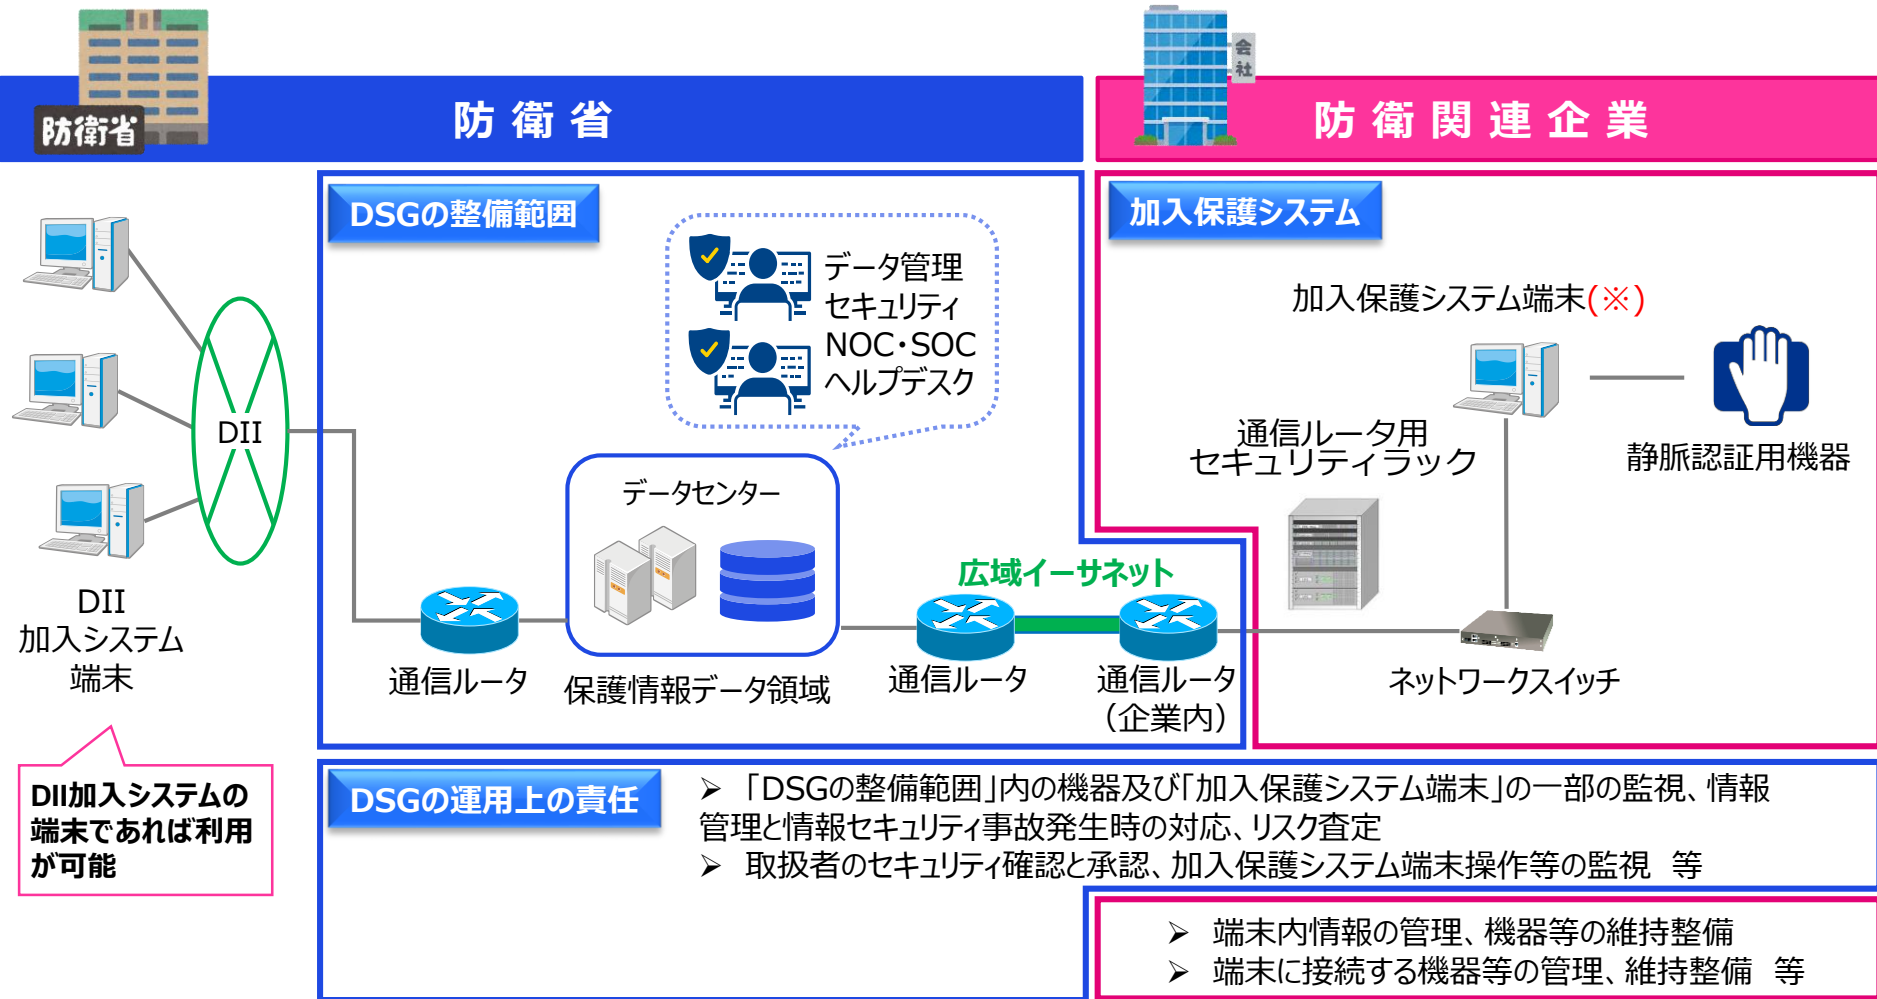 防衛省
防衛省
会社
防衛関連企業
DSGの整備範囲
データ管理
セキュリティ
NOC・SOC
ヘルプデスク
DII
DII
加入システム
端末
データセンター
通信ルータ
保護情報データ領域
広域イーサネット
通信ルータ
通信ルータ
（企業内）
加入保護システム
加入保護システム端末(※)
静脈認証用機器
通信ルータ用
セキュリティラック
ネットワークスイッチ
DII加入システムの
端末であれば利用
が可能
DSGの運用上の責任
➢ 「DSGの整備範囲」内の機器及び「加入保護システム端末」の一部の監視、情報
管理と情報セキュリティ事故発生時の対応、リスク査定
➢ 取扱者のセキュリティ確認と承認、加入保護システム端末操作等の監視 等
➢ 端末内情報の管理、機器等の維持整備
➢ 端末に接続する機器等の管理、維持整備 等